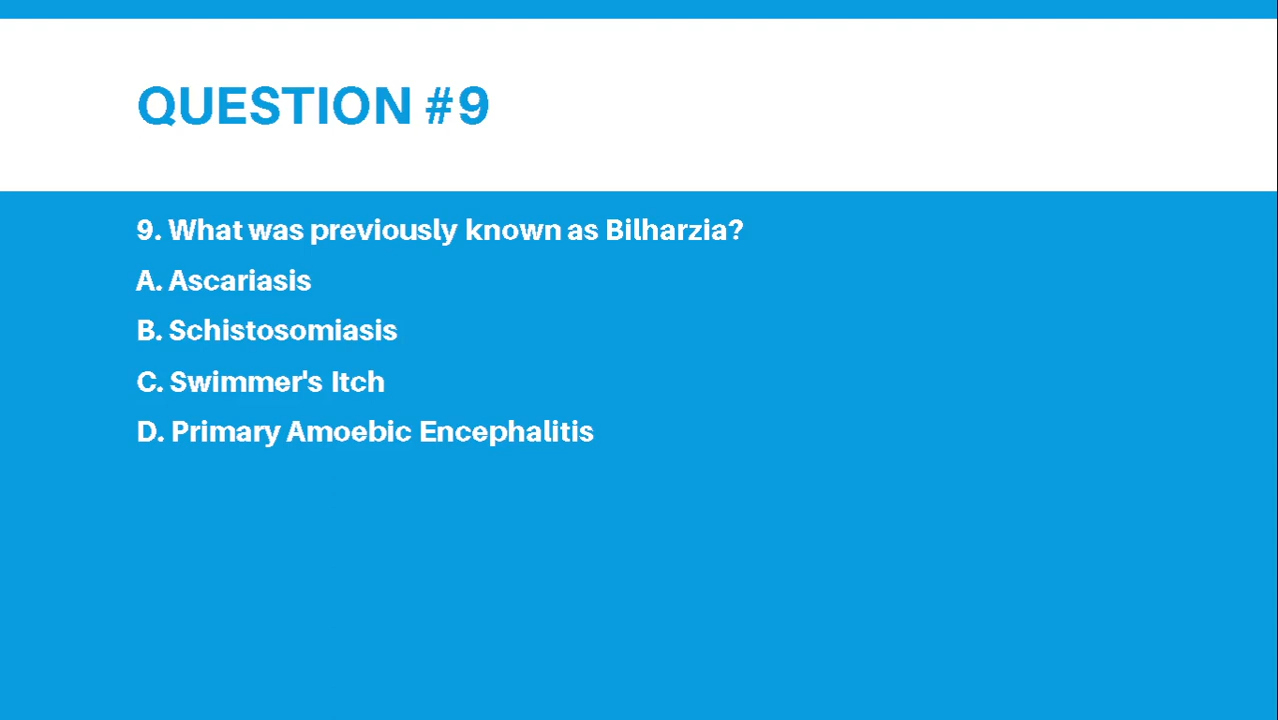 QUESTION #9
9. What was previously known as Bilharzia?
A. Ascariasis
B. Schistosomiasis
C. Swimmer's Itch
D. Primary Amoebic Encephalitis